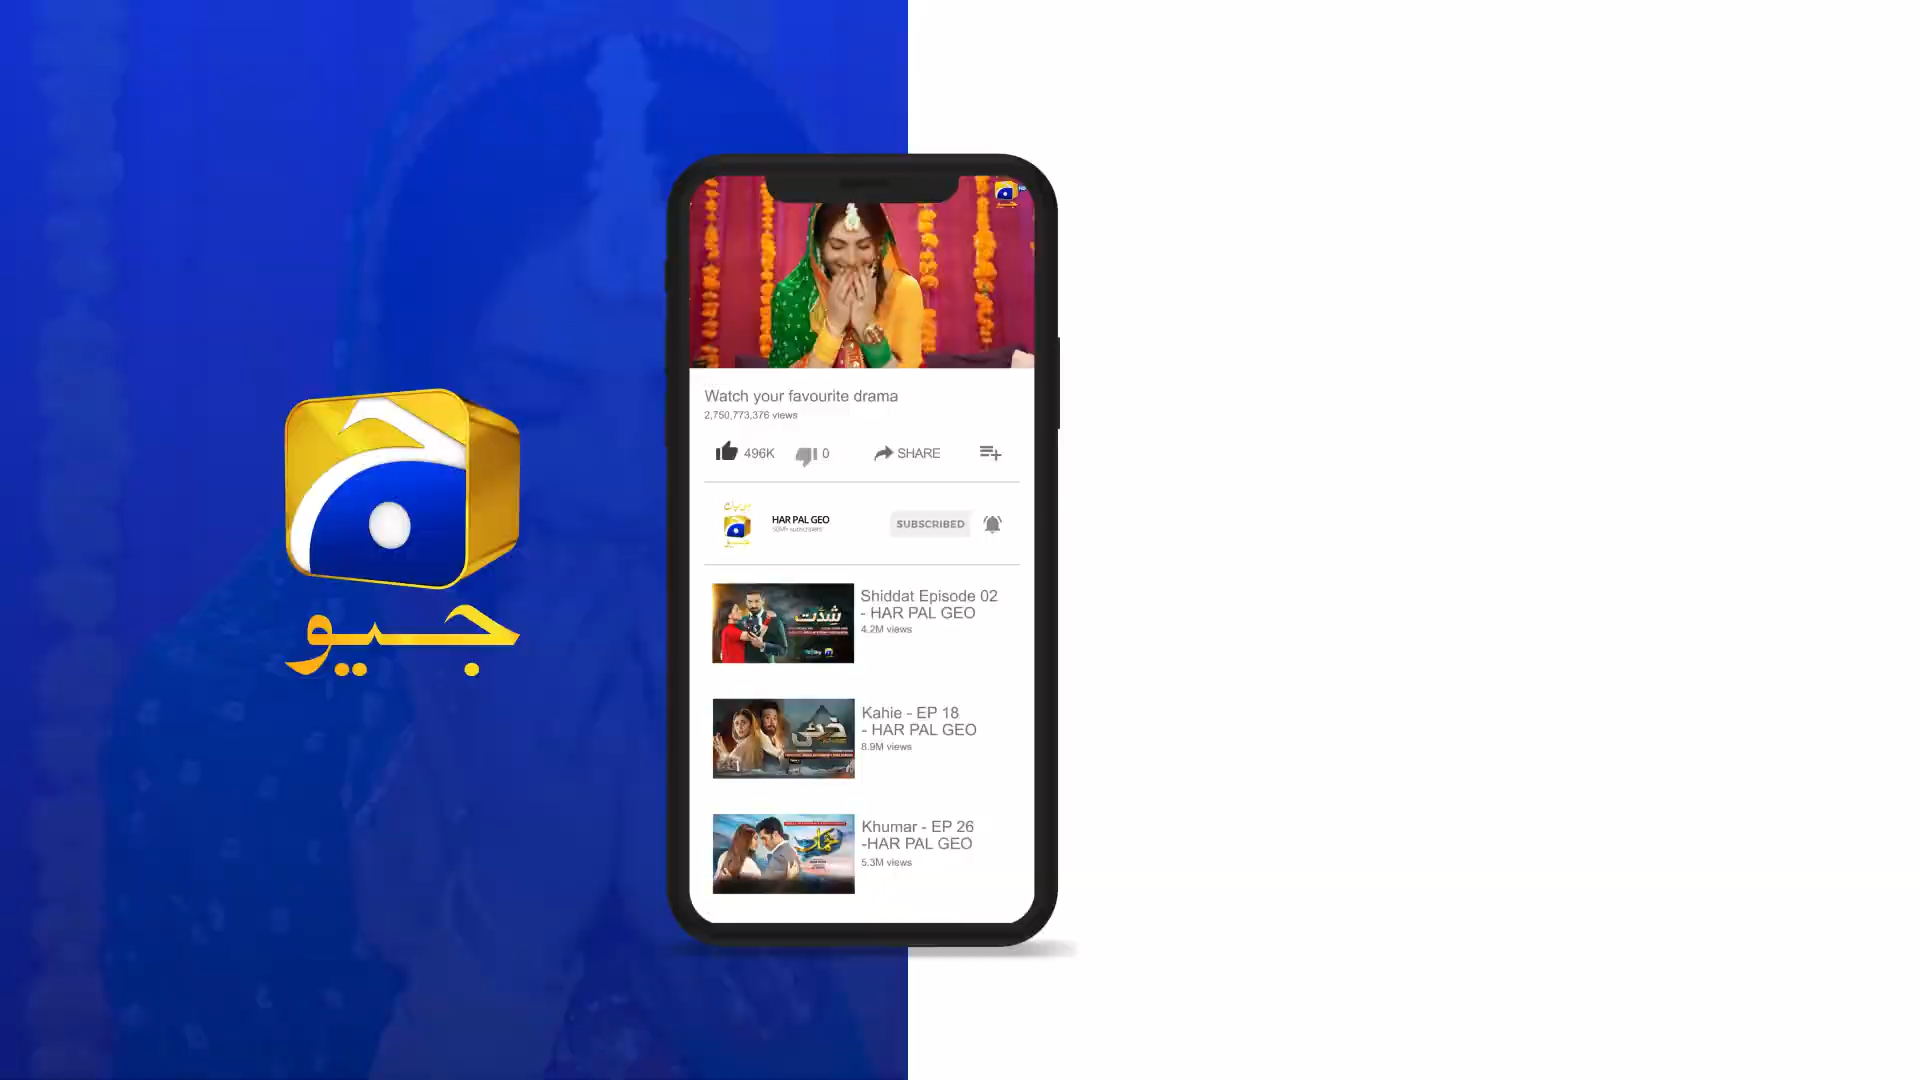 جیو
Watch your favourite drama
2,750,773,376 views
496K
0
SHARE
HAR PAL GEO
SUBSCRIBED
شدت
Shiddat Episode 02
- HAR PAL GEO
4.2M views
Kahie - EP 18
- HAR PAL GEO
8.9M views
خمار
Khumar - EP 26
-HAR PAL GEO
5.3M views